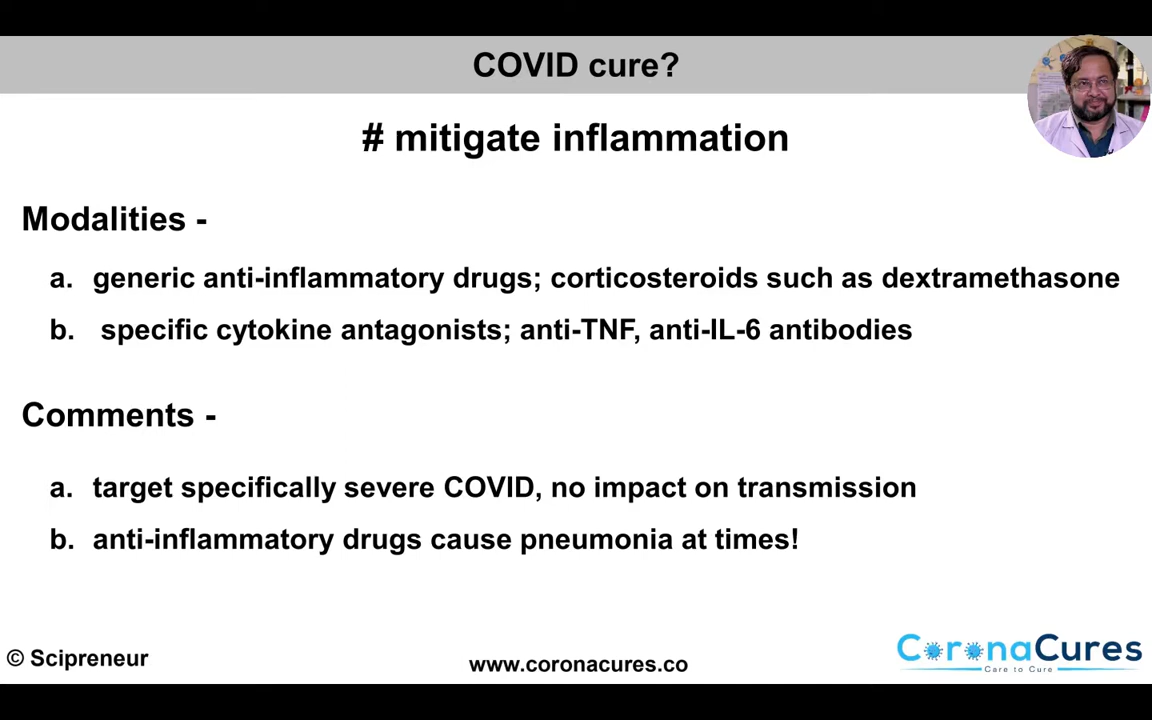 COVID cure?
# mitigate inflammation
Modalities -
a. generic anti-inflammatory drugs; corticosteroids such as dextramethasone
b. specific cytokine antagonists; anti-TNF, anti-IL-6 antibodies
Comments -
a. target specifically severe COVID, no impact on transmission
b. anti-inflammatory drugs cause pneumonia at times!
© Scipreneur
www.coronacures.co
CoronaCures
Care to Cure